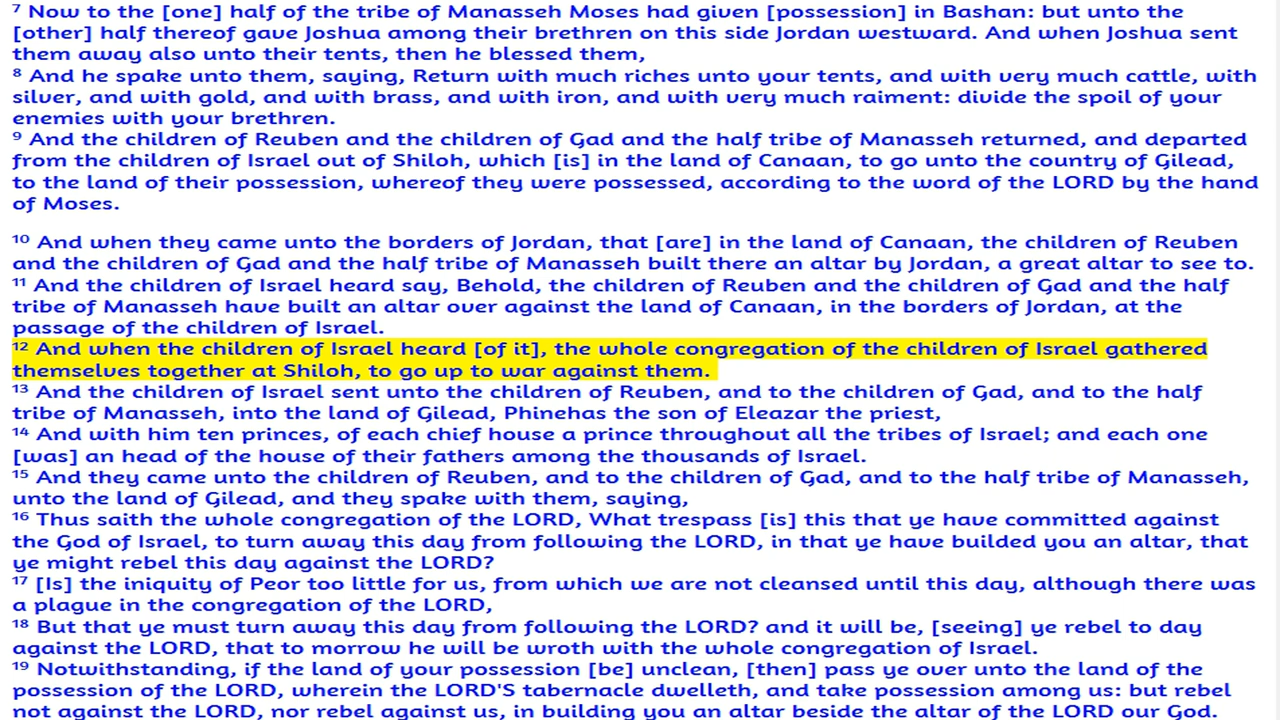 ⁷ Now to the [one] half of the tribe of Manasseh Moses had given [possession] in Bashan: but unto the
[other] half thereof gave Joshua among their brethren on this side Jordan westward. And when Joshua sent
them away also unto their tents, then he blessed them,
⁸ And he spake unto them, saying, Return with much riches unto your tents, and with very much cattle, with
silver, and with gold, and with brass, and with iron, and with very much raiment: divide the spoil of your
enemies with your brethren.
⁹ And the children of Reuben and the children of Gad and the half tribe of Manasseh returned, and departed
from the children of Israel out of Shiloh, which [is] in the land of Canaan, to go unto the country of Gilead,
to the land of their possession, whereof they were possessed, according to the word of the LORD by the hand
of Moses.
¹⁰ And when they came unto the borders of Jordan, that [are] in the land of Canaan, the children of Reuben
and the children of Gad and the half tribe of Manasseh built there an altar by Jordan, a great altar to see to.
¹¹ And the children of Israel heard say, Behold, the children of Reuben and the children of Gad and the half
tribe of Manasseh have built an altar over against the land of Canaan, in the borders of Jordan, at the
passage of the children of Israel.
¹² And when the children of Israel heard [of it], the whole congregation of the children of Israel gathered
themselves together at Shiloh, to go up to war against them.
¹³ And the children of Israel sent unto the children of Reuben, and to the children of Gad, and to the half
tribe of Manasseh, into the land of Gilead, Phinehas the son of Eleazar the priest,
¹⁴ And with him ten princes, of each chief house a prince throughout all the tribes of Israel; and each one
[was] an head of the house of their fathers among the thousands of Israel.
¹⁵ And they came unto the children of Reuben, and to the children of Gad, and to the half tribe of Manasseh,
unto the land of Gilead, and they spake with them, saying,
¹⁶ Thus saith the whole congregation of the LORD, What trespass [is] this that ye have committed against
the God of Israel, to turn away this day from following the LORD, in that ye have builded you an altar, that
ye might rebel this day against the LORD?
¹⁷ [Is] the iniquity of Peor too little for us, from which we are not cleansed until this day, although there was
a plague in the congregation of the LORD,
¹⁸ But that ye must turn away this day from following the LORD? and it will be, [seeing] ye rebel to day
against the LORD, that to morrow he will be wroth with the whole congregation of Israel.
¹⁹ Notwithstanding, if the land of your possession [be] unclean, [then] pass ye over unto the land of the
possession of the LORD, wherein the LORD'S tabernacle dwelleth, and take possession among us: but rebel
not against the LORD, nor rebel against us, in building you an altar beside the altar of the LORD our God.